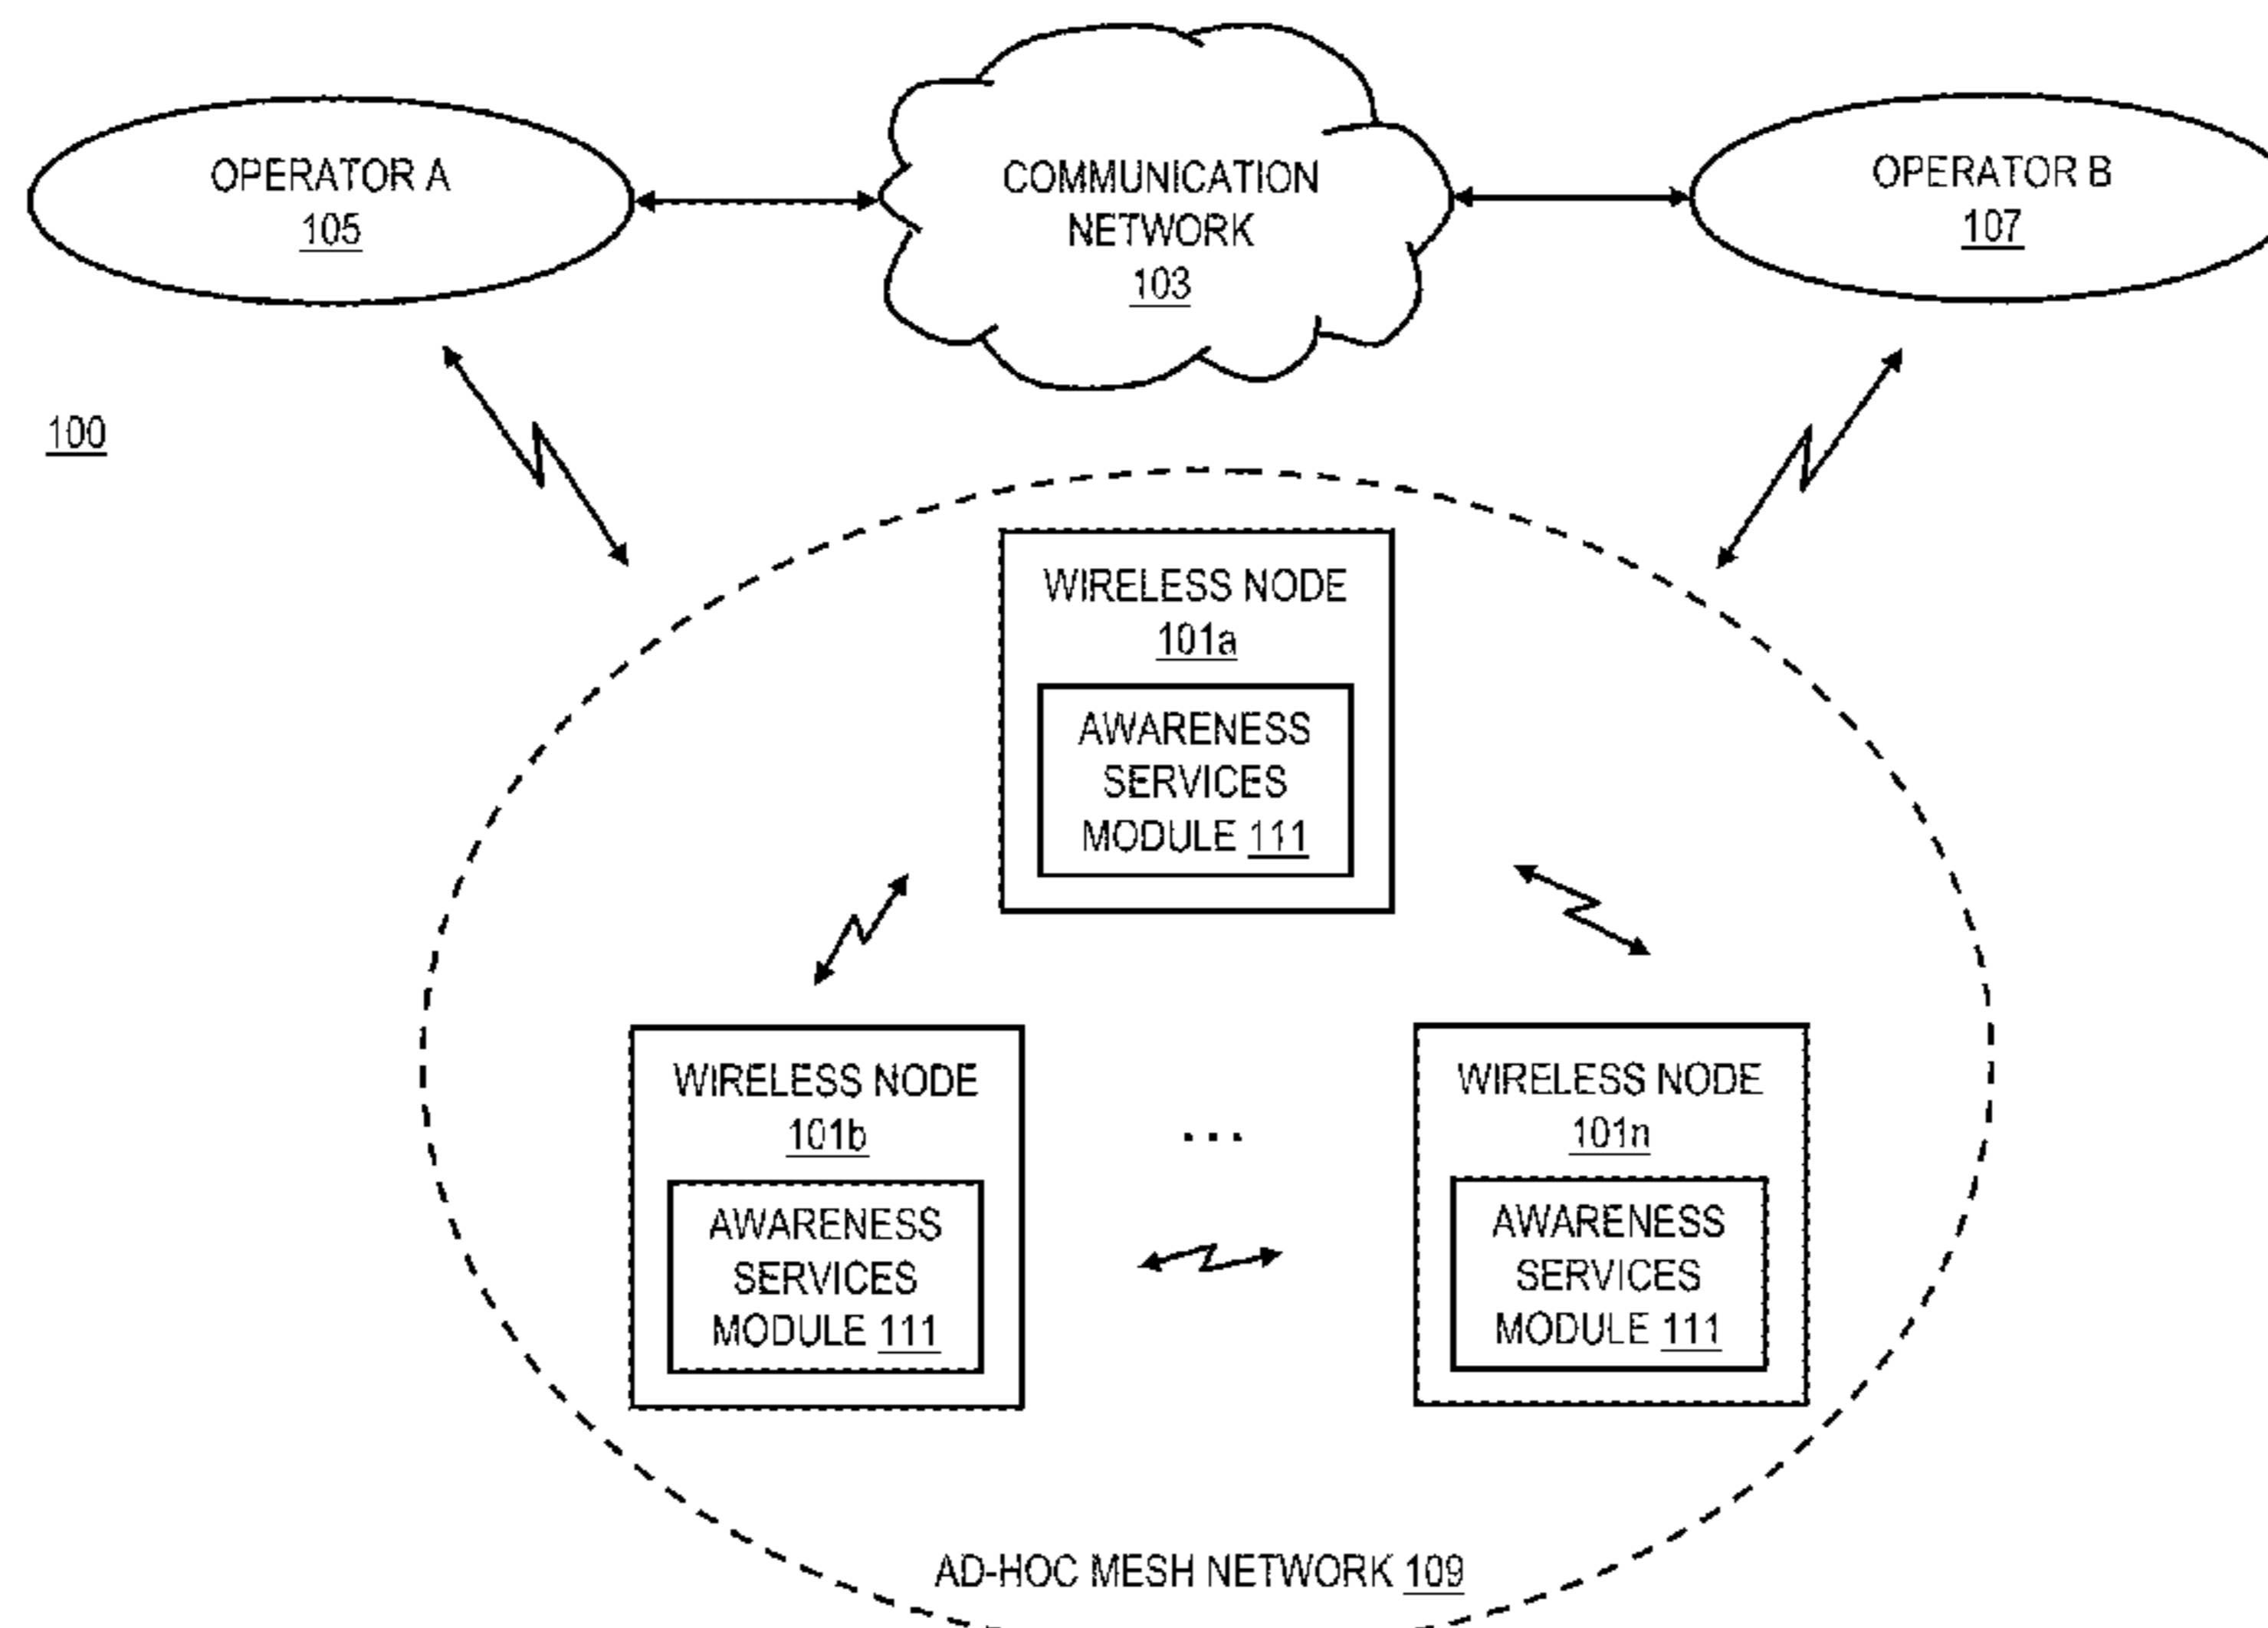 OPERATOR A
105
COMMUNICATION
NETWORK
103
OPERATOR B
107
100
WIRELESS NODE
101a
AWARENESS
SERVICES
MODULE 111
WIRELESS NODE
101b
AWARENESS
SERVICES
MODULE 111
...
WIRELESS NODE
101n
AWARENESS
SERVICES
MODULE 111
AD-HOC MESH NETWORK 109